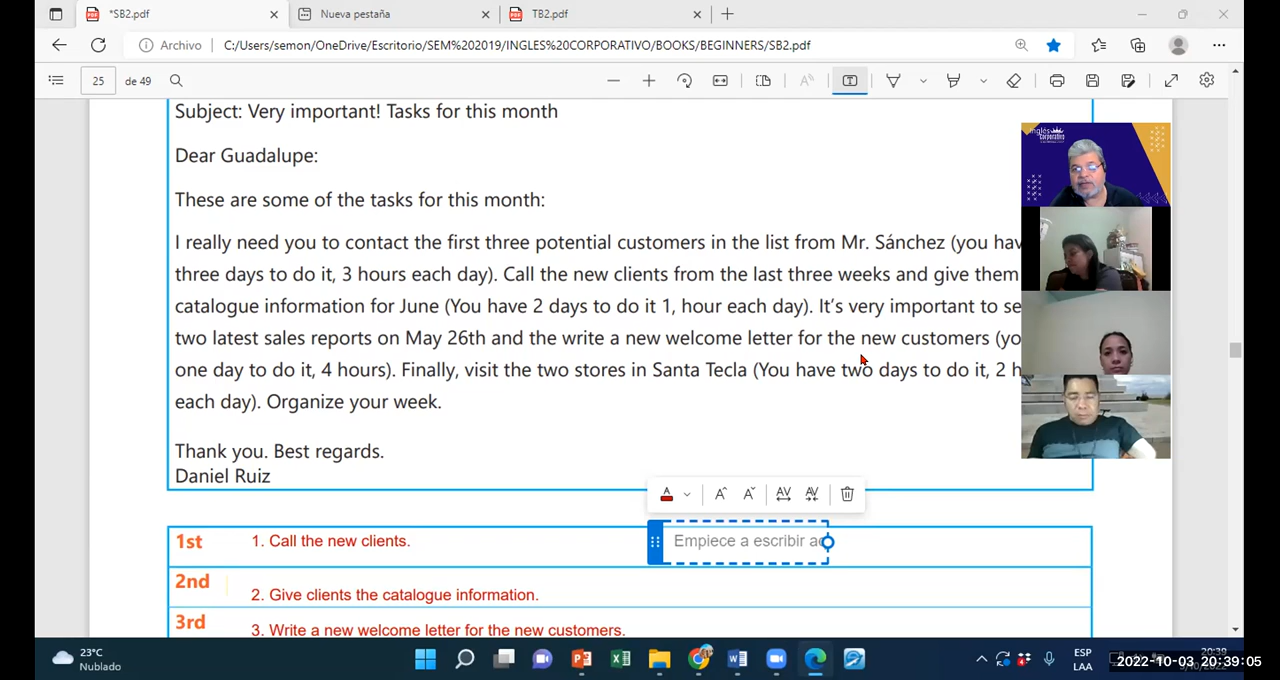 *SB2.pdf
Nueva pestaña
TB2.pdf
Archivo
C:/Users/semon/OneDrive/Escritorio/SEM%202019/INGLES%20CORPORATIVO/BOOKS/BEGINNERS/SB2.pdf
25 de 49
Subject: Very important! Tasks for this month
Dear Guadalupe:
These are some of the tasks for this month:
I really need you to contact the first three potential customers in the list from Mr. Sánchez (you hav
three days to do it, 3 hours each day). Call the new clients from the last three weeks and give them
catalogue information for June (You have 2 days to do it 1, hour each day). It's very important to se
two latest sales reports on May 26th and the write a new welcome letter for the new customers (yo
one day to do it, 4 hours). Finally, visit the two stores in Santa Tecla (You have two days to do it, 2 h
each day). Organize your week.
Thank you. Best regards.
Daniel Ruiz
1st 1. Call the new clients. Empiece a escribir ac
2nd 2. Give clients the catalogue information.
3rd 3. Write a new welcome letter for the new customers.
inglés corporativo
23°C
Nublado
ESP
LAA
20:39
2022-10-03 20:39:05